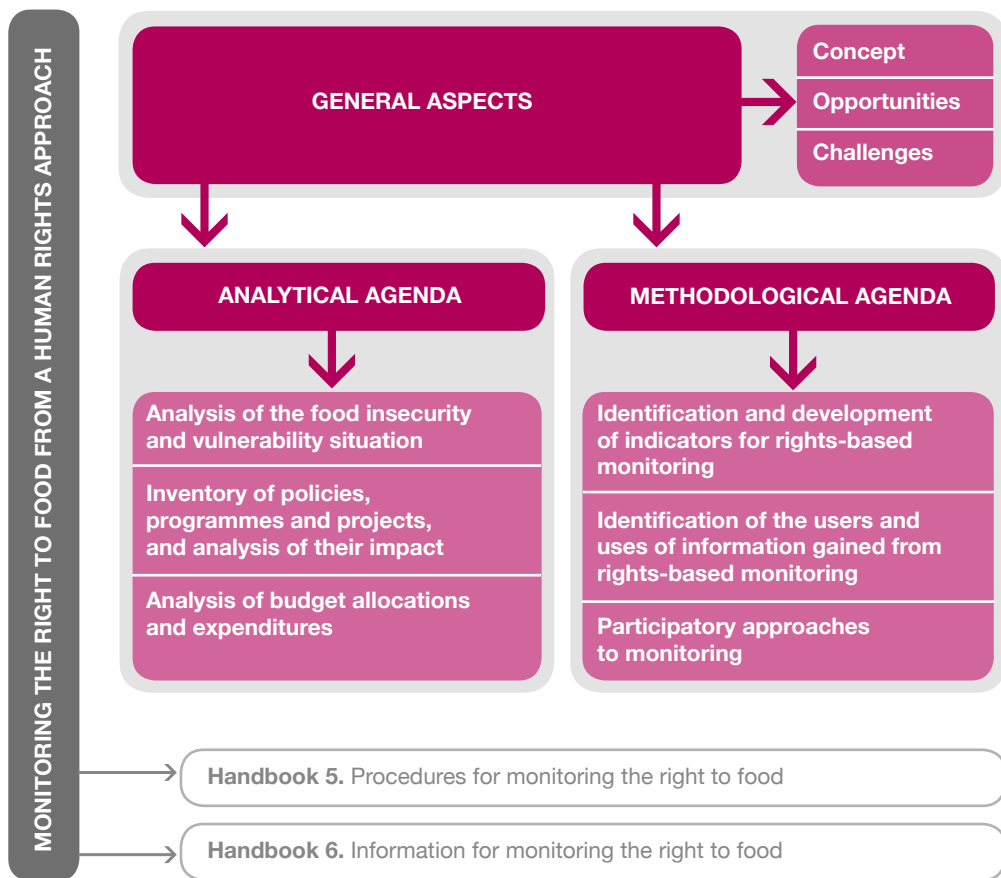 MONITORING THE RIGHT TO FOOD FROM A HUMAN RIGHTS APPROACH
GENERAL ASPECTS
Concept
Opportunities
Challenges
ANALYTICAL AGENDA
Analysis of the food insecurity
and vulnerability situation
Inventory of policies,
programmes and projects,
and analysis of their impact
Analysis of budget allocations
and expenditures
METHODOLOGICAL AGENDA
Identification and development
of indicators for rights-based
monitoring
Identification of the users and
uses of information gained from
rights-based monitoring
Participatory approaches
to monitoring
Handbook 5. Procedures for monitoring the right to food
Handbook 6. Information for monitoring the right to food